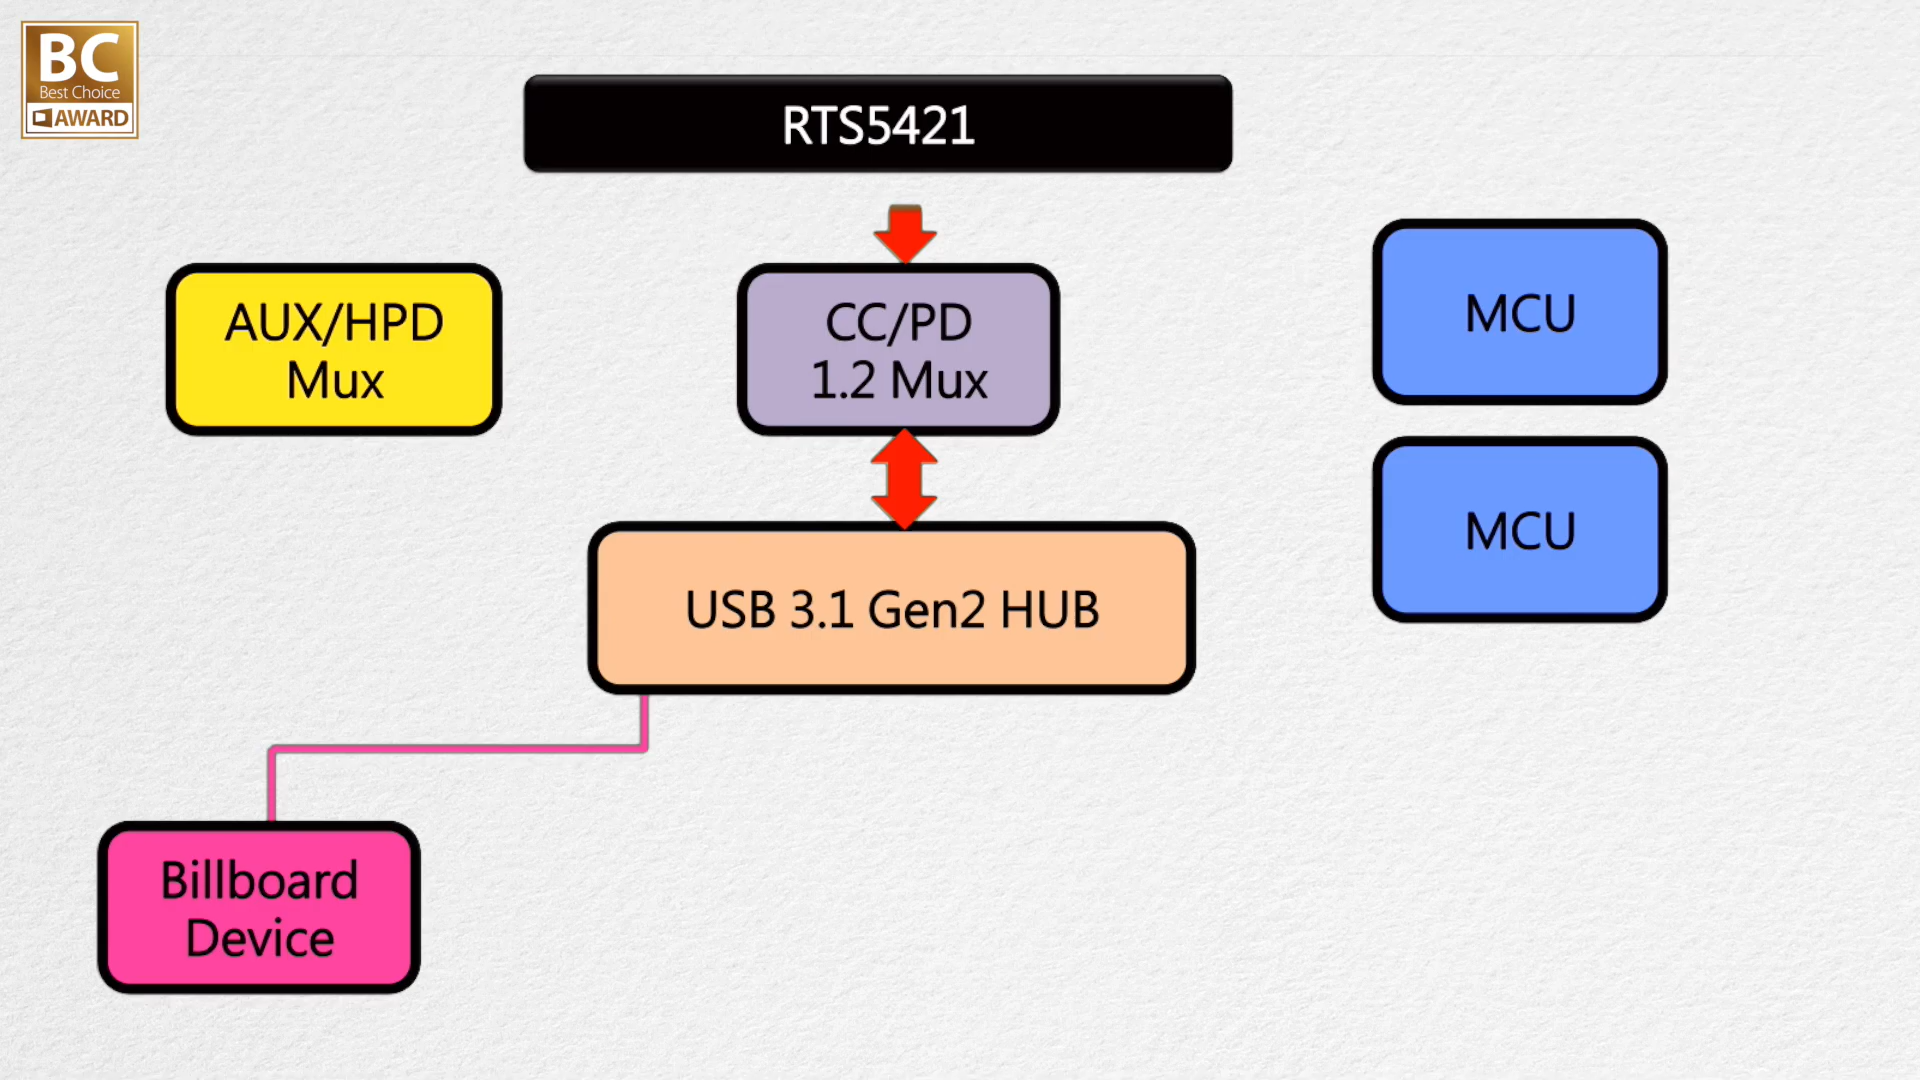 BC
Best Choice
AWARD
RTS5421
AUX/HPD
Mux
CC/PD
1.2 Mux
MCU
MCU
USB 3.1 Gen2 HUB
Billboard
Device